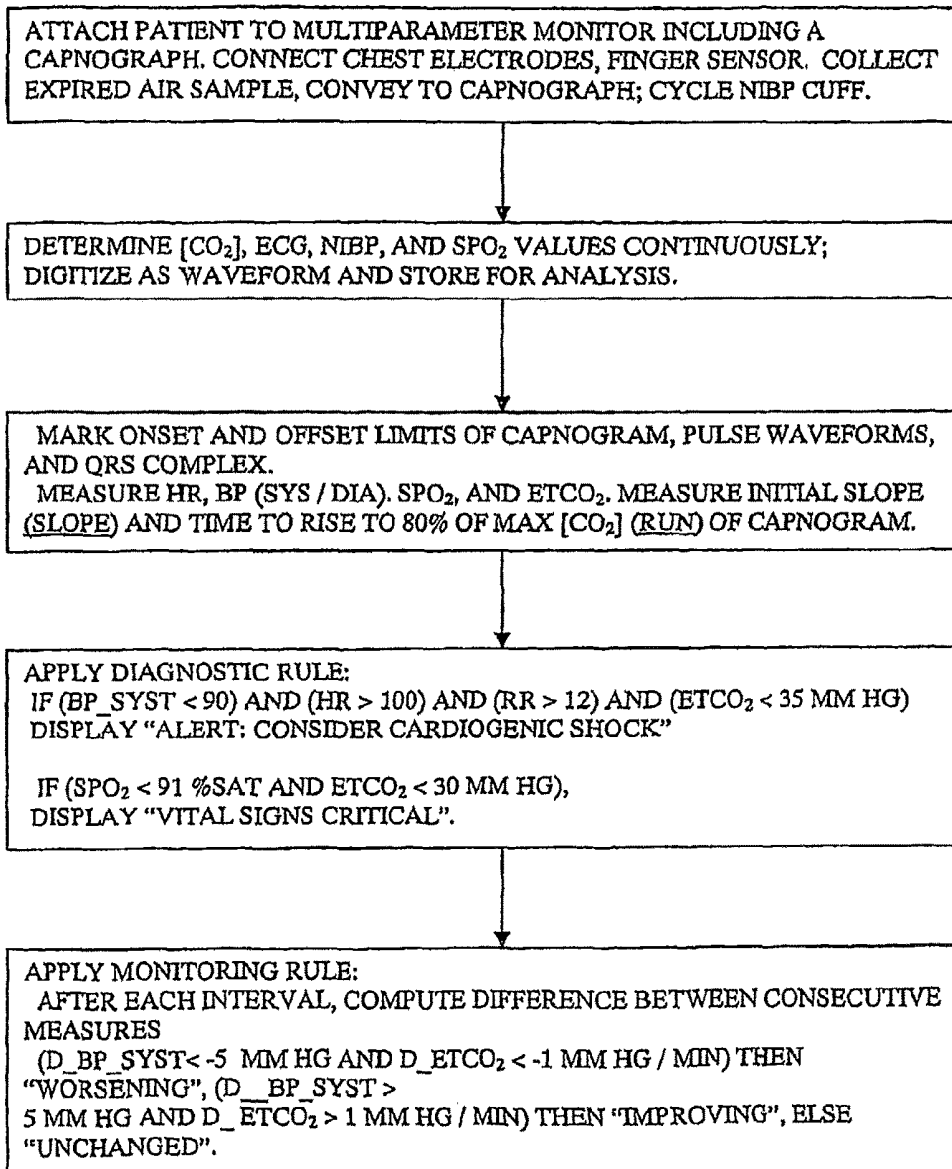 ATTACH PATIENT TO MULTIPARAMETER MONITOR INCLUDING A
CAPNOGRAPH. CONNECT CHEST ELECTRODES, FINGER SENSOR. COLLECT
EXPIRED AIR SAMPLE, CONVEY TO CAPNOGRAPH; CYCLE NIBP CUFF.
DETERMINE [CO₂], ECG, NIBP, AND SPO₂ VALUES CONTINUOUSLY;
DIGITIZE AS WAVEFORM AND STORE FOR ANALYSIS.
MARK ONSET AND OFFSET LIMITS OF CAPNOGRAM, PULSE WAVEFORMS,
AND QRS COMPLEX.
MEASURE HR, BP (SYS / DIA). SPO₂, AND ETCO₂. MEASURE INITIAL SLOPE
(SLOPE) AND TIME TO RISE TO 80% OF MAX [CO₂] (RUN) OF CAPNOGRAM.
APPLY DIAGNOSTIC RULE:
IF (BP_SYST < 90) AND (HR > 100) AND (RR > 12) AND (ETCO₂ < 35 MM HG)
DISPLAY “ALERT: CONSIDER CARDIOGENIC SHOCK”
IF (SPO₂ < 91 %SAT AND ETCO₂ < 30 MM HG),
DISPLAY “VITAL SIGNS CRITICAL”.
APPLY MONITORING RULE:
AFTER EACH INTERVAL, COMPUTE DIFFERENCE BETWEEN CONSECUTIVE
MEASURES
(D_BP_SYST< -5 MM HG AND D_ETCO₂ < -1 MM HG / MIN) THEN
“WORSENING”, (D__BP_SYST >
5 MM HG AND D_ ETCO₂ > 1 MM HG / MIN) THEN “IMPROVING”, ELSE
“UNCHANGED”.